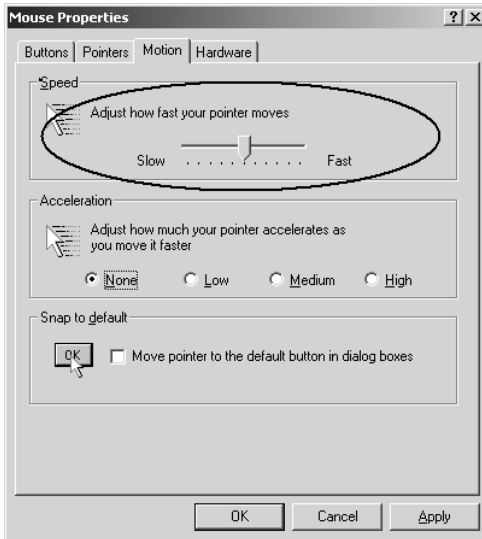 Mouse Properties
Buttons Pointers Motion Hardware
Speed
Adjust how fast your pointer moves
Slow Fast
Acceleration
Adjust how much your pointer accelerates as
you move it faster
None Low Medium High
Snap to default
OK Move pointer to the default button in dialog boxes
OK Cancel Apply